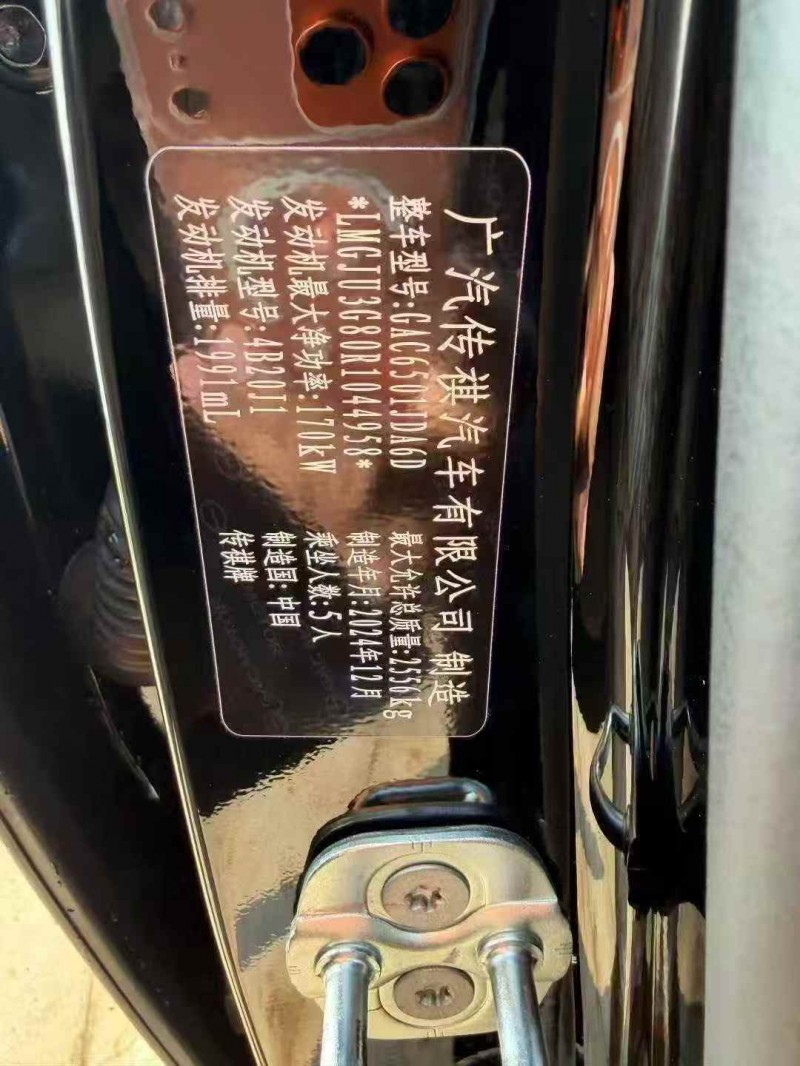 广汽传祺汽车有限公司 制造
整车型号:GAC6501JDA6D 最大允许总质量:2556kg
*LMGJU3G80R1044958* 制造年月:2024年12月
发动机最大净功率:170kW 乘坐人数:5人
发动机型号:4B20J1 制造国:中国
发动机排量:1991mL 传祺牌